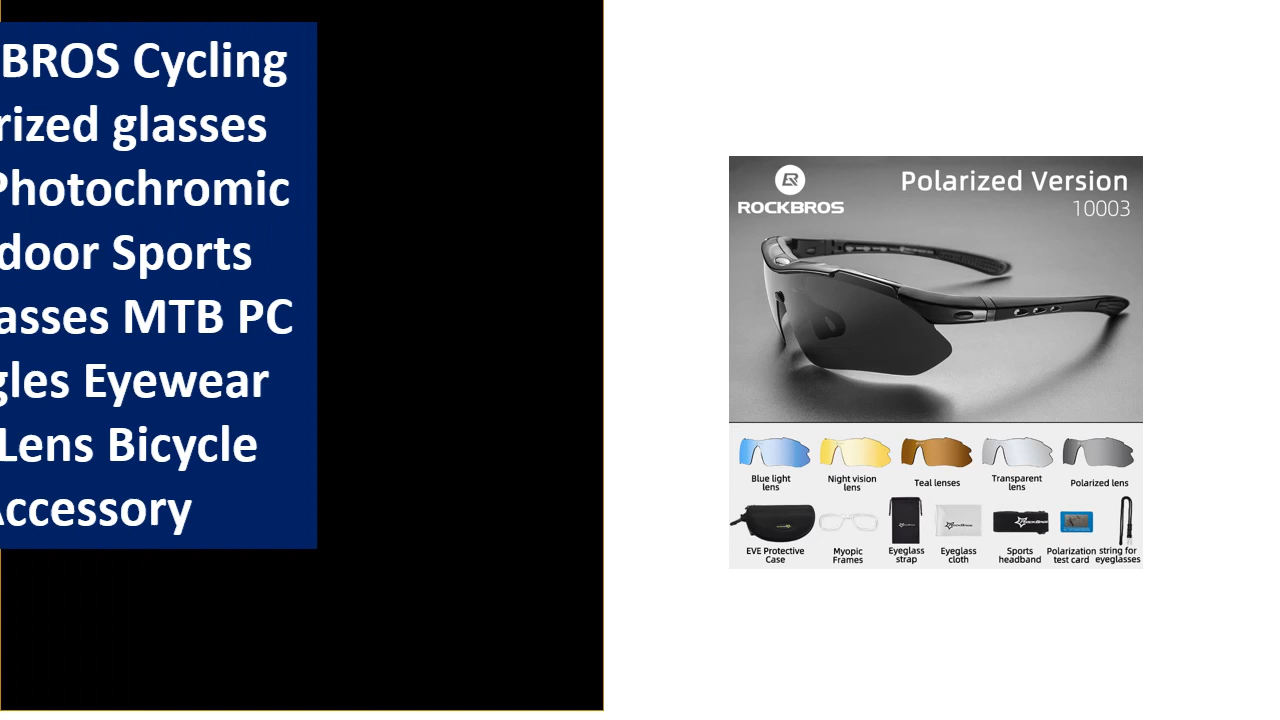 BROS Cycling
rized glasses
Photochromic
door Sports
asses MTB PC
gles Eyewear
Lens Bicycle
Accessory
Polarized Version
10003
ROCKBROS
Blue light
lens
Night vision
lens
Teal lenses
Transparent
lens
Polarized lens
EVE Protective
Case
Myopic
Frames
Eyeglass
strap
Eyeglass
cloth
Sports
headband
Polarization
test card
string for
eyeglasses